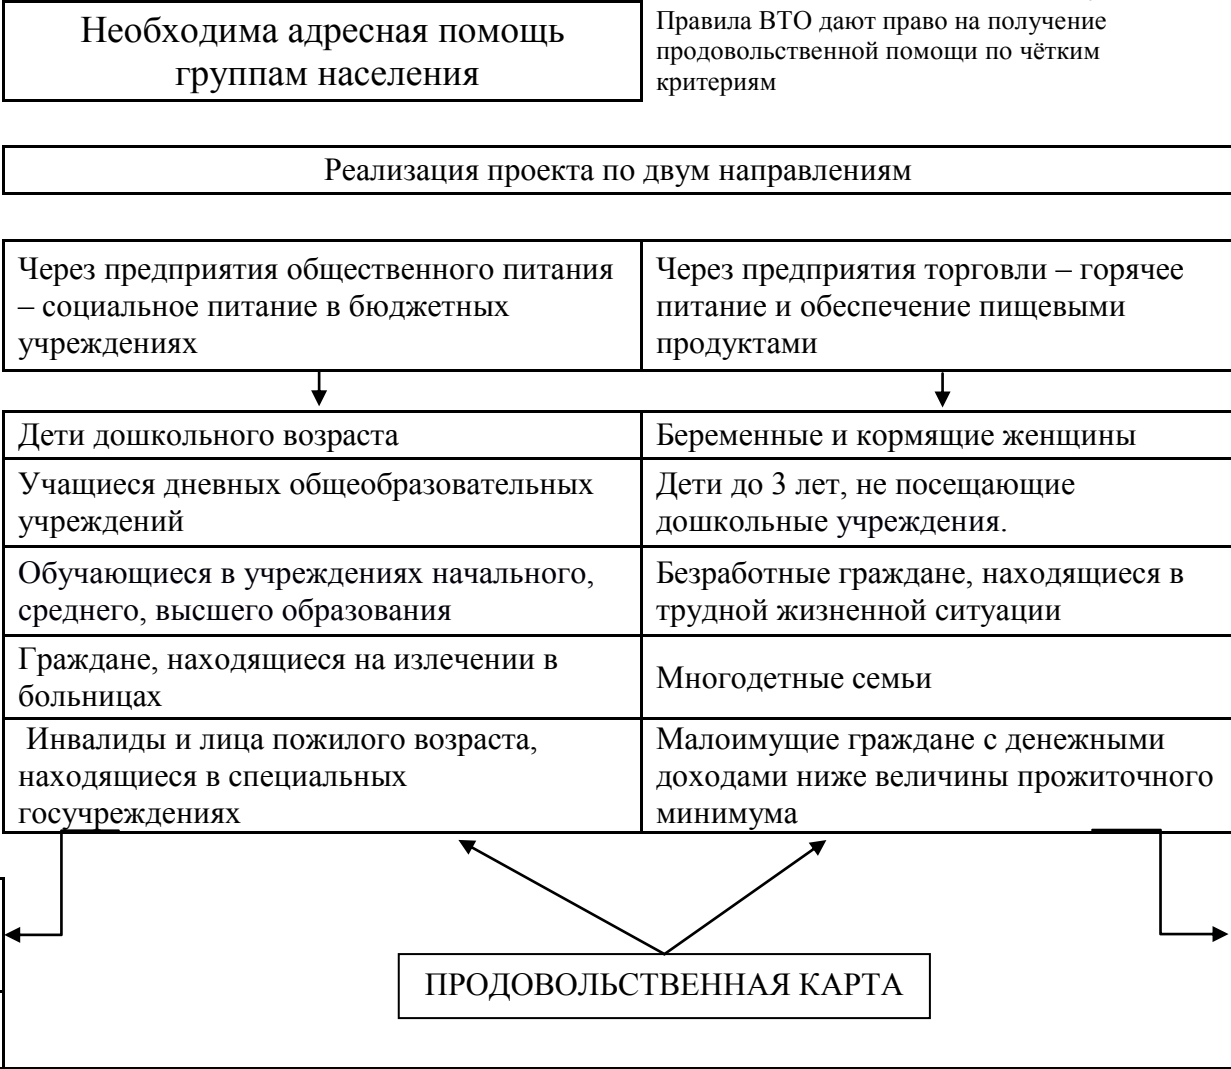 Необходима адресная помощь
группам населения
Правила ВТО дают право на получение
продовольственной помощи по чётким
критериям
Реализация проекта по двум направлениям
Через предприятия общественного питания
– социальное питание в бюджетных
учреждениях
Через предприятия торговли – горячее
питание и обеспечение пищевыми
продуктами
Дети дошкольного возраста
Беременные и кормящие женщины
Учащиеся дневных общеобразовательных
учреждений
Дети до 3 лет, не посещающие
дошкольные учреждения.
Обучающиеся в учреждениях начального,
среднего, высшего образования
Безработные граждане, находящиеся в
трудной жизненной ситуации
Граждане, находящиеся на излечении в
больницах
Многодетные семьи
Инвалиды и лица пожилого возраста,
находящиеся в специальных
госучреждениях
Малоимущие граждане с денежными
доходами ниже величины прожиточного
минимума
ПРОДОВОЛЬСТВЕННАЯ КАРТА